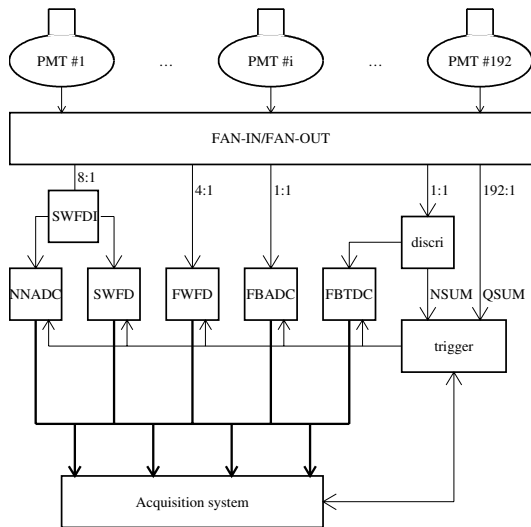 PMT #1
...
PMT #i
...
PMT #192
FAN-IN/FAN-OUT
8:1
4:1
1:1
1:1
192:1
SWFDI
discri
NNADC
SWFD
FWFD
FBADC
FBTDC
NSUM
QSUM
trigger
Acquisition system